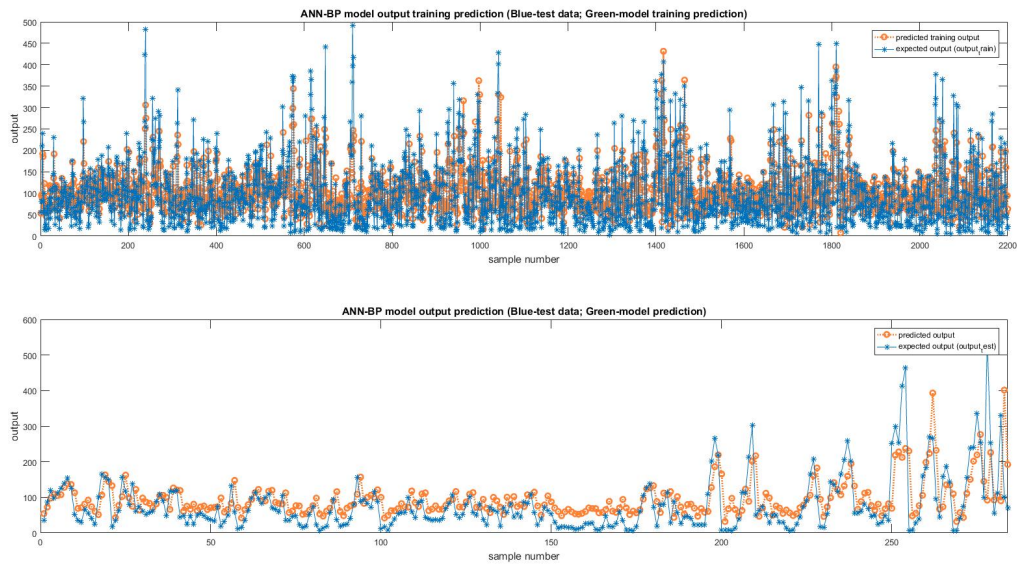 ANN-BP model output training prediction (Blue-test data; Green-model training prediction)
500
450
400
350
300
250
200
150
100
50
0
output
predicted training output
expected output (output_train)
0 200 400 600 800 1000 1200 1400 1600 1800 2000 2200
sample number
ANN-BP model output prediction (Blue-test data; Green-model prediction)
600
500
400
300
200
100
0
output
predicted output
expected output (output_test)
0 50 100 150 200 250
sample number